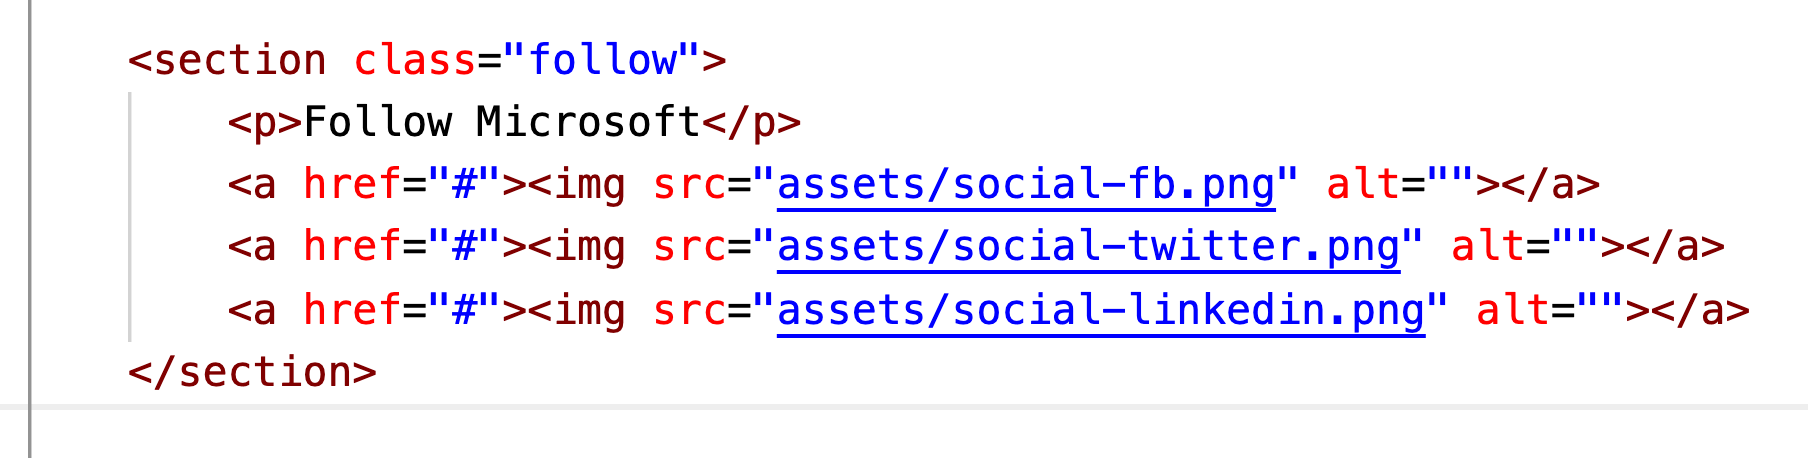 <section class="follow">
<p>Follow Microsoft</p>
<a href="#"><img src="assets/social-fb.png" alt=""></a>
<a href="#"><img src="assets/social-twitter.png" alt=""></a>
<a href="#"><img src="assets/social-linkedin.png" alt=""></a>
</section>